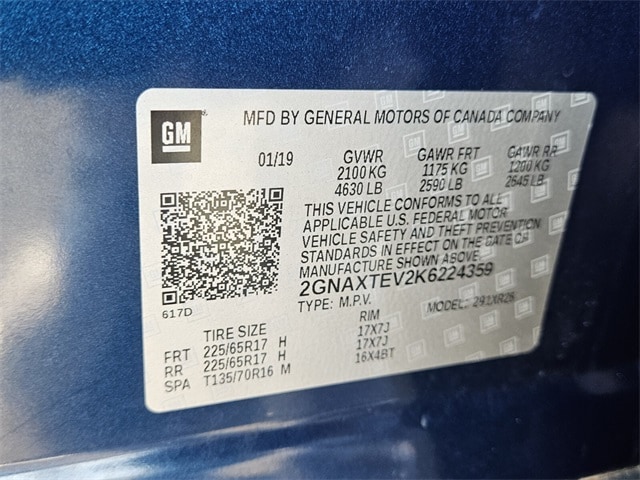 GM
MFD BY GENERAL MOTORS OF CANADA COMPANY
01/19 GVWR GAWR FRT GAWR RR
2100 KG 1175 KG 1200 KG
4630 LB 2590 LB 2645 LB
THIS VEHICLE CONFORMS TO ALL
APPLICABLE U.S. FEDERAL MOTOR
VEHICLE SAFETY AND THEFT PREVENTION
STANDARDS IN EFFECT ON THE DATE OF
MANUFACTURE SHOWN ABOVE.
2GNAXTEV2K6224359
TYPE: M.P.V. MODEL:
617D
TIRE SIZE RIM
FRT 225/65R17 H 17X7J
RR 225/65R17 H 17X7J
SPA T135/70R16 M 16X4BT